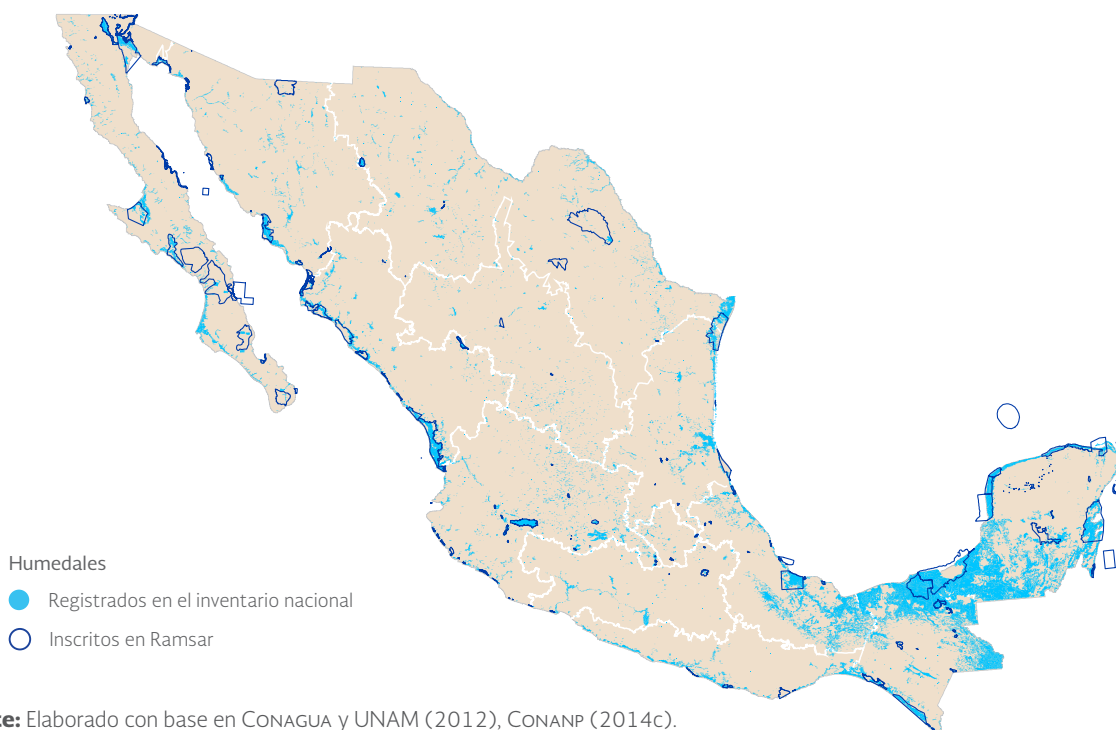 Humedales
Registrados en el inventario nacional
Inscritos en Ramsar
te: Elaborado con base en CONAGUA y UNAM (2012), CONANP (2014c).